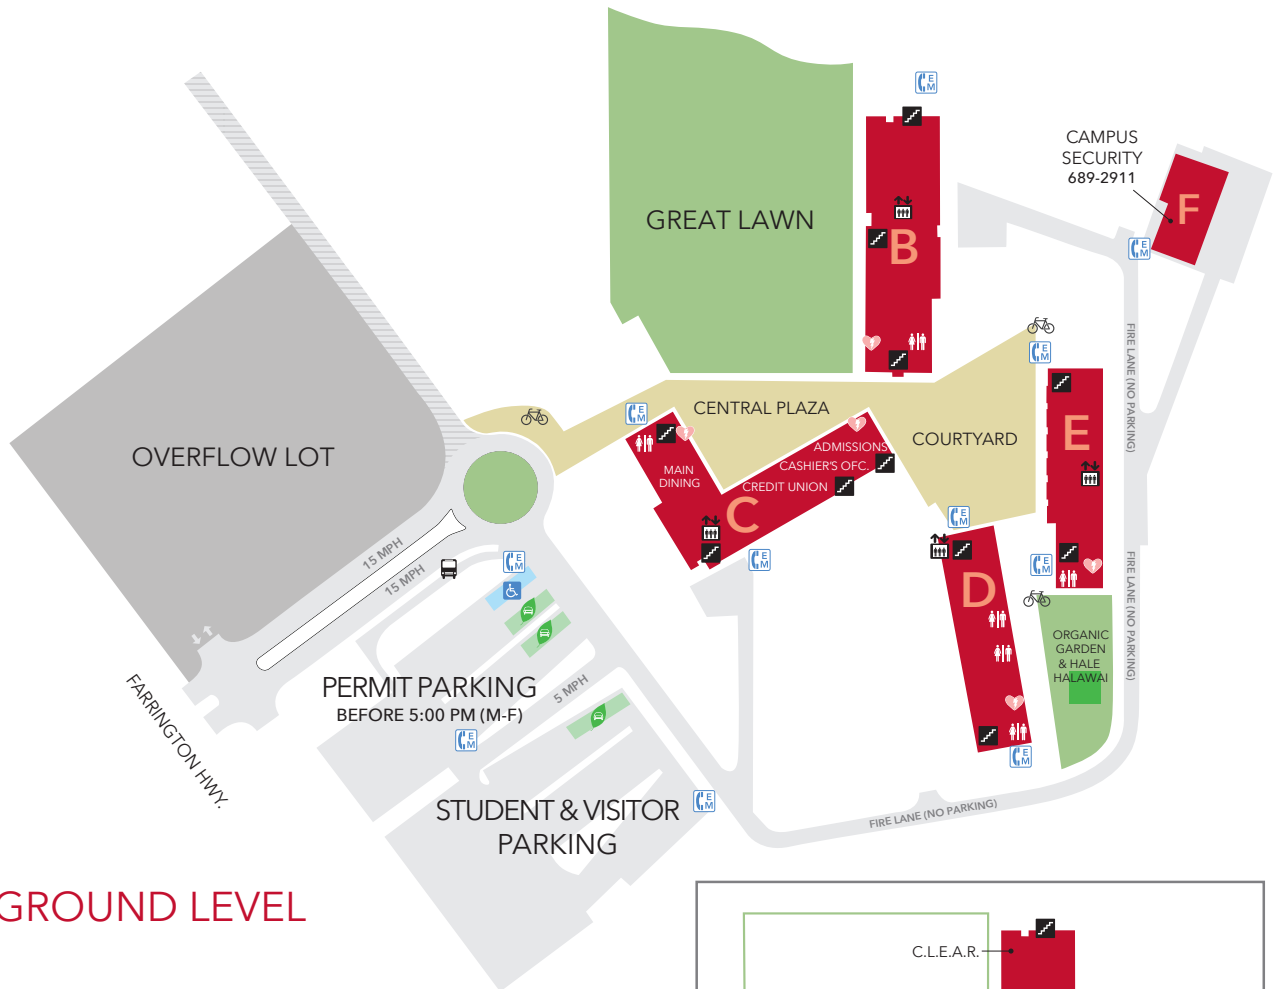 CAMPUS
SECURITY
689-2911
F
E
M
GREAT LAWN
B
E
M
E
M
FIRE LANE (NO PARKING)
CENTRAL PLAZA
COURTYARD
E
M
E
M
ADMISSIONS
CASHIER'S OFC.
CREDIT UNION
MAIN
DINING
C
E
OVERFLOW LOT
15 MPH
15 MPH
E
M
E
M
E
M
E
M
D
FIRE LANE (NO PARKING)
ORGANIC
GARDEN
& HALE
HALAWAI
PERMIT PARKING
BEFORE 5:00 PM (M-F)
5 MPH
E
M
FARRINGTON HWY.
E
M
E
M
STUDENT & VISITOR
PARKING
FIRE LANE (NO PARKING)
GROUND LEVEL
C.L.E.A.R.